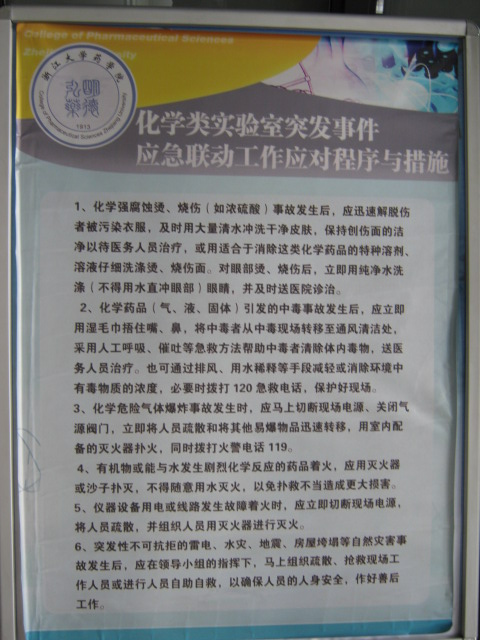 College of Pharmaceutical Sciences
Zhejiang University
浙江大学药学院
明德弘药
College of Pharmaceutical Sciences Zhejiang University
1913
化学类实验室突发事件
应急联动工作应对程序与措施
1、化学强腐蚀烫、烧伤（如浓硫酸）事故发生后，应迅速解脱伤
者被污染衣服，及时用大量清水冲洗干净皮肤，保持创伤面的洁
净以待医务人员治疗，或用适合于消除这类化学药品的特种溶剂、
溶液仔细洗涤烫、烧伤面。对眼部烫、烧伤后，立即用纯净水洗
涤（不得用水直冲眼部）眼睛，并及时送医院诊治。
2、化学药品（气、液、固体）引发的中毒事故发生后，应立即
用湿毛巾捂住嘴、鼻，将中毒者从中毒现场转移至通风清洁处，
采用人工呼吸、催吐等急救方法帮助中毒者清除体内毒物，送医
务人员治疗。也可通过排风、用水稀释等手段减轻或消除环境中
有毒物质的浓度，必要时拨打 120 急救电话，保护好现场。
3、化学危险气体爆炸事故发生时，应马上切断现场电源、关闭气
源阀门，立即将人员疏散和将其他易爆物品迅速转移，用室内配
备的灭火器扑火，同时拨打火警电话 119。
4、有机物或能与水发生剧烈化学反应的药品着火，应用灭火器
或沙子扑灭，不得随意用水灭火，以免扑救不当造成更大损害。
5、仪器设备用电或线路发生故障着火时，应立即切断现场电源，
将人员疏散，并组织人员用灭火器进行灭火。
6、突发性不可抗拒的雷电、水灾、地震、房屋垮塌等自然灾害事
故发生后，应在领导小组的指挥下，马上组织疏散、抢救现场工
作人员或进行人员自助自救，以确保人员的人身安全，作好善后
工作。